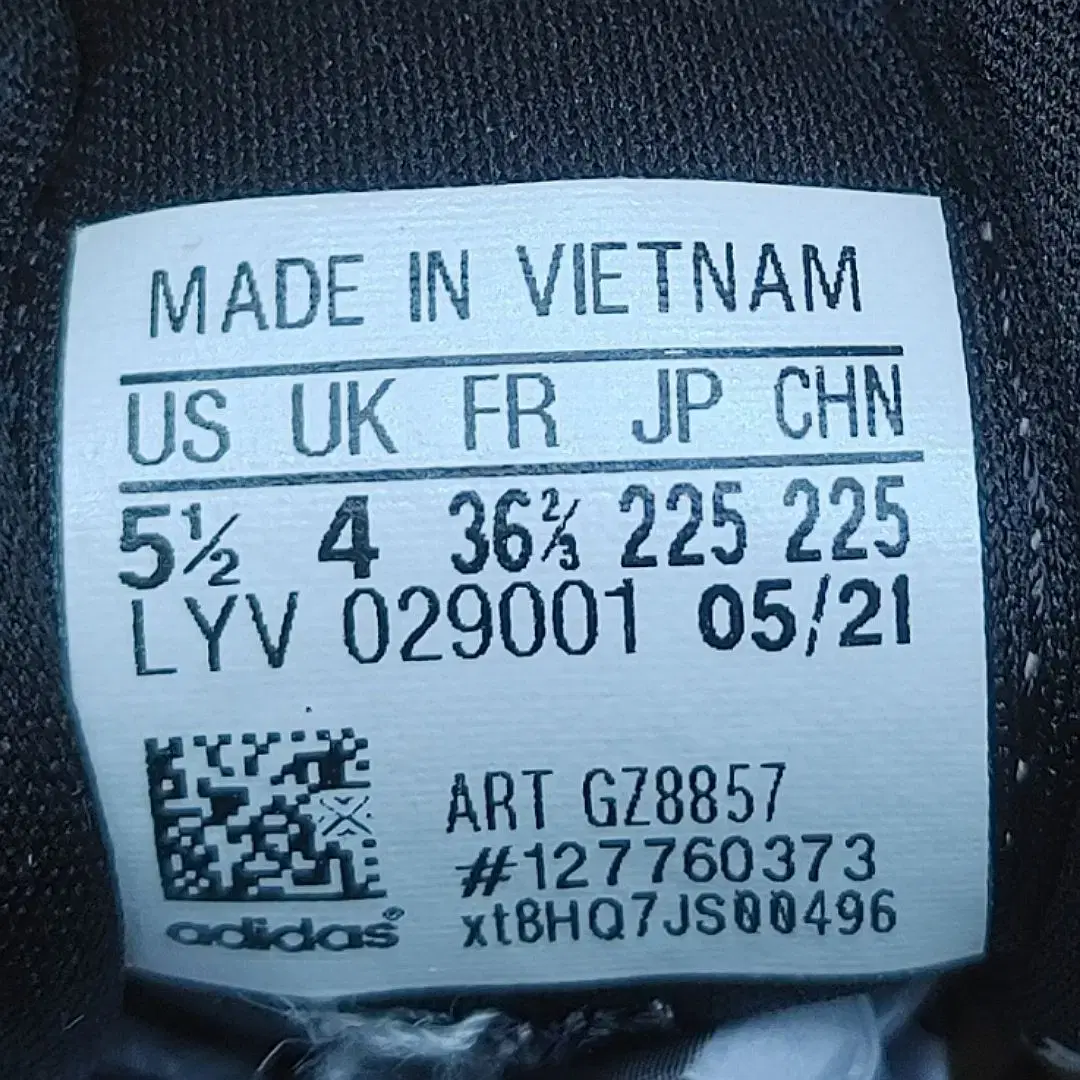 MADE IN VIETNAM
US UK FR JP CHN
5½ 4 36⅔ 225 225
LYV 029001 05/21
ART GZ8857
#127760373
adidas® xtBHQ7JS00496